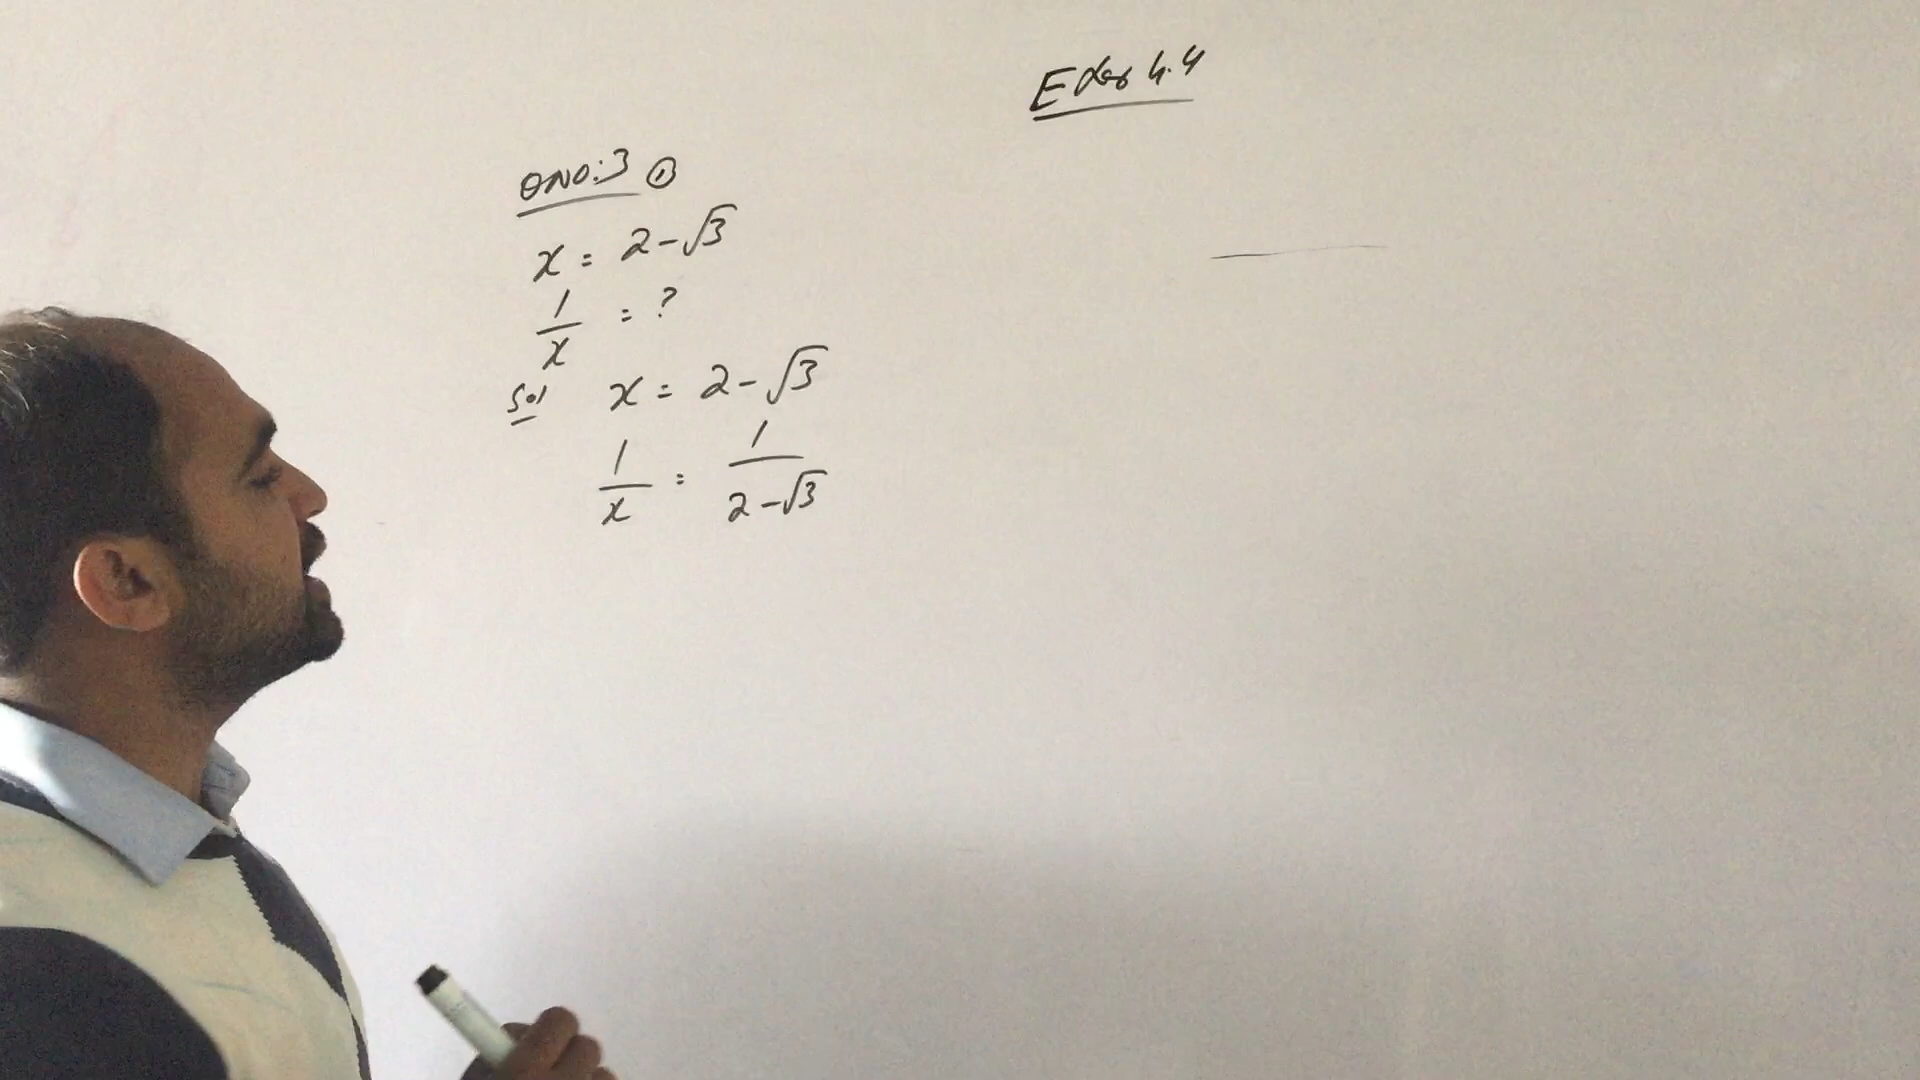 Exer 4.4
Q NO:3 ①
x = 2-√3
1/x = ?
Sol x = 2-√3
1/x = 1/(2-√3)